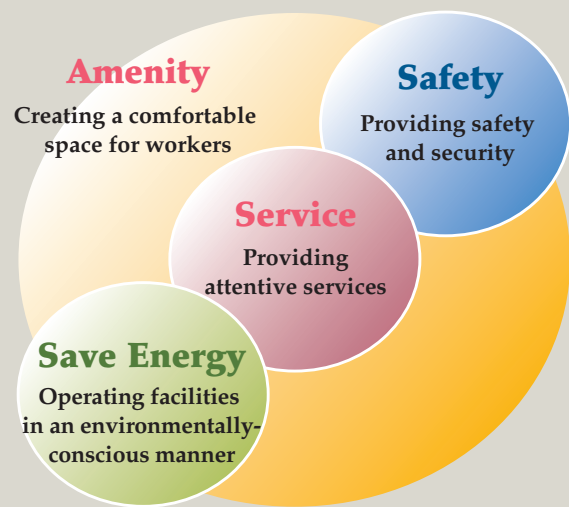 Amenity
Creating a comfortable
space for workers
Safety
Providing safety
and security
Service
Providing
attentive services
Save Energy
Operating facilities
in an environmentally-
conscious manner